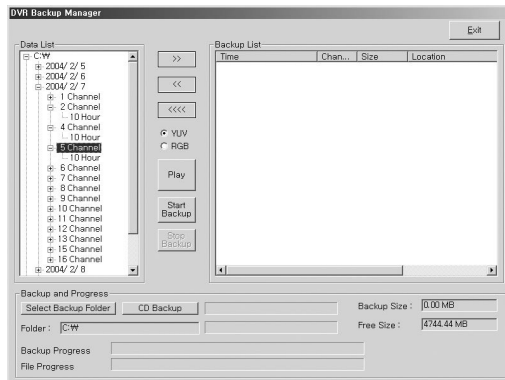 DVR Backup Manager
Exit
Data List
C:₩
2004/ 2/ 5
2004/ 2/ 6
2004/ 2/ 7
1 Channel
2 Channel
10 Hour
4 Channel
10 Hour
5 Channel
10 Hour
6 Channel
7 Channel
8 Channel
9 Channel
10 Channel
11 Channel
12 Channel
13 Channel
15 Channel
16 Channel
2004/ 2/ 8
>>
<<
<<<<
YUV
RGB
Play
Start
Backup
Stop
Backup
Backup List
Time Chan... Size Location
Backup and Progress
Select Backup Folder CD Backup Backup Size : 0.00 MB
Folder : C:₩ Free Size : 4744.44 MB
Backup Progress
File Progress